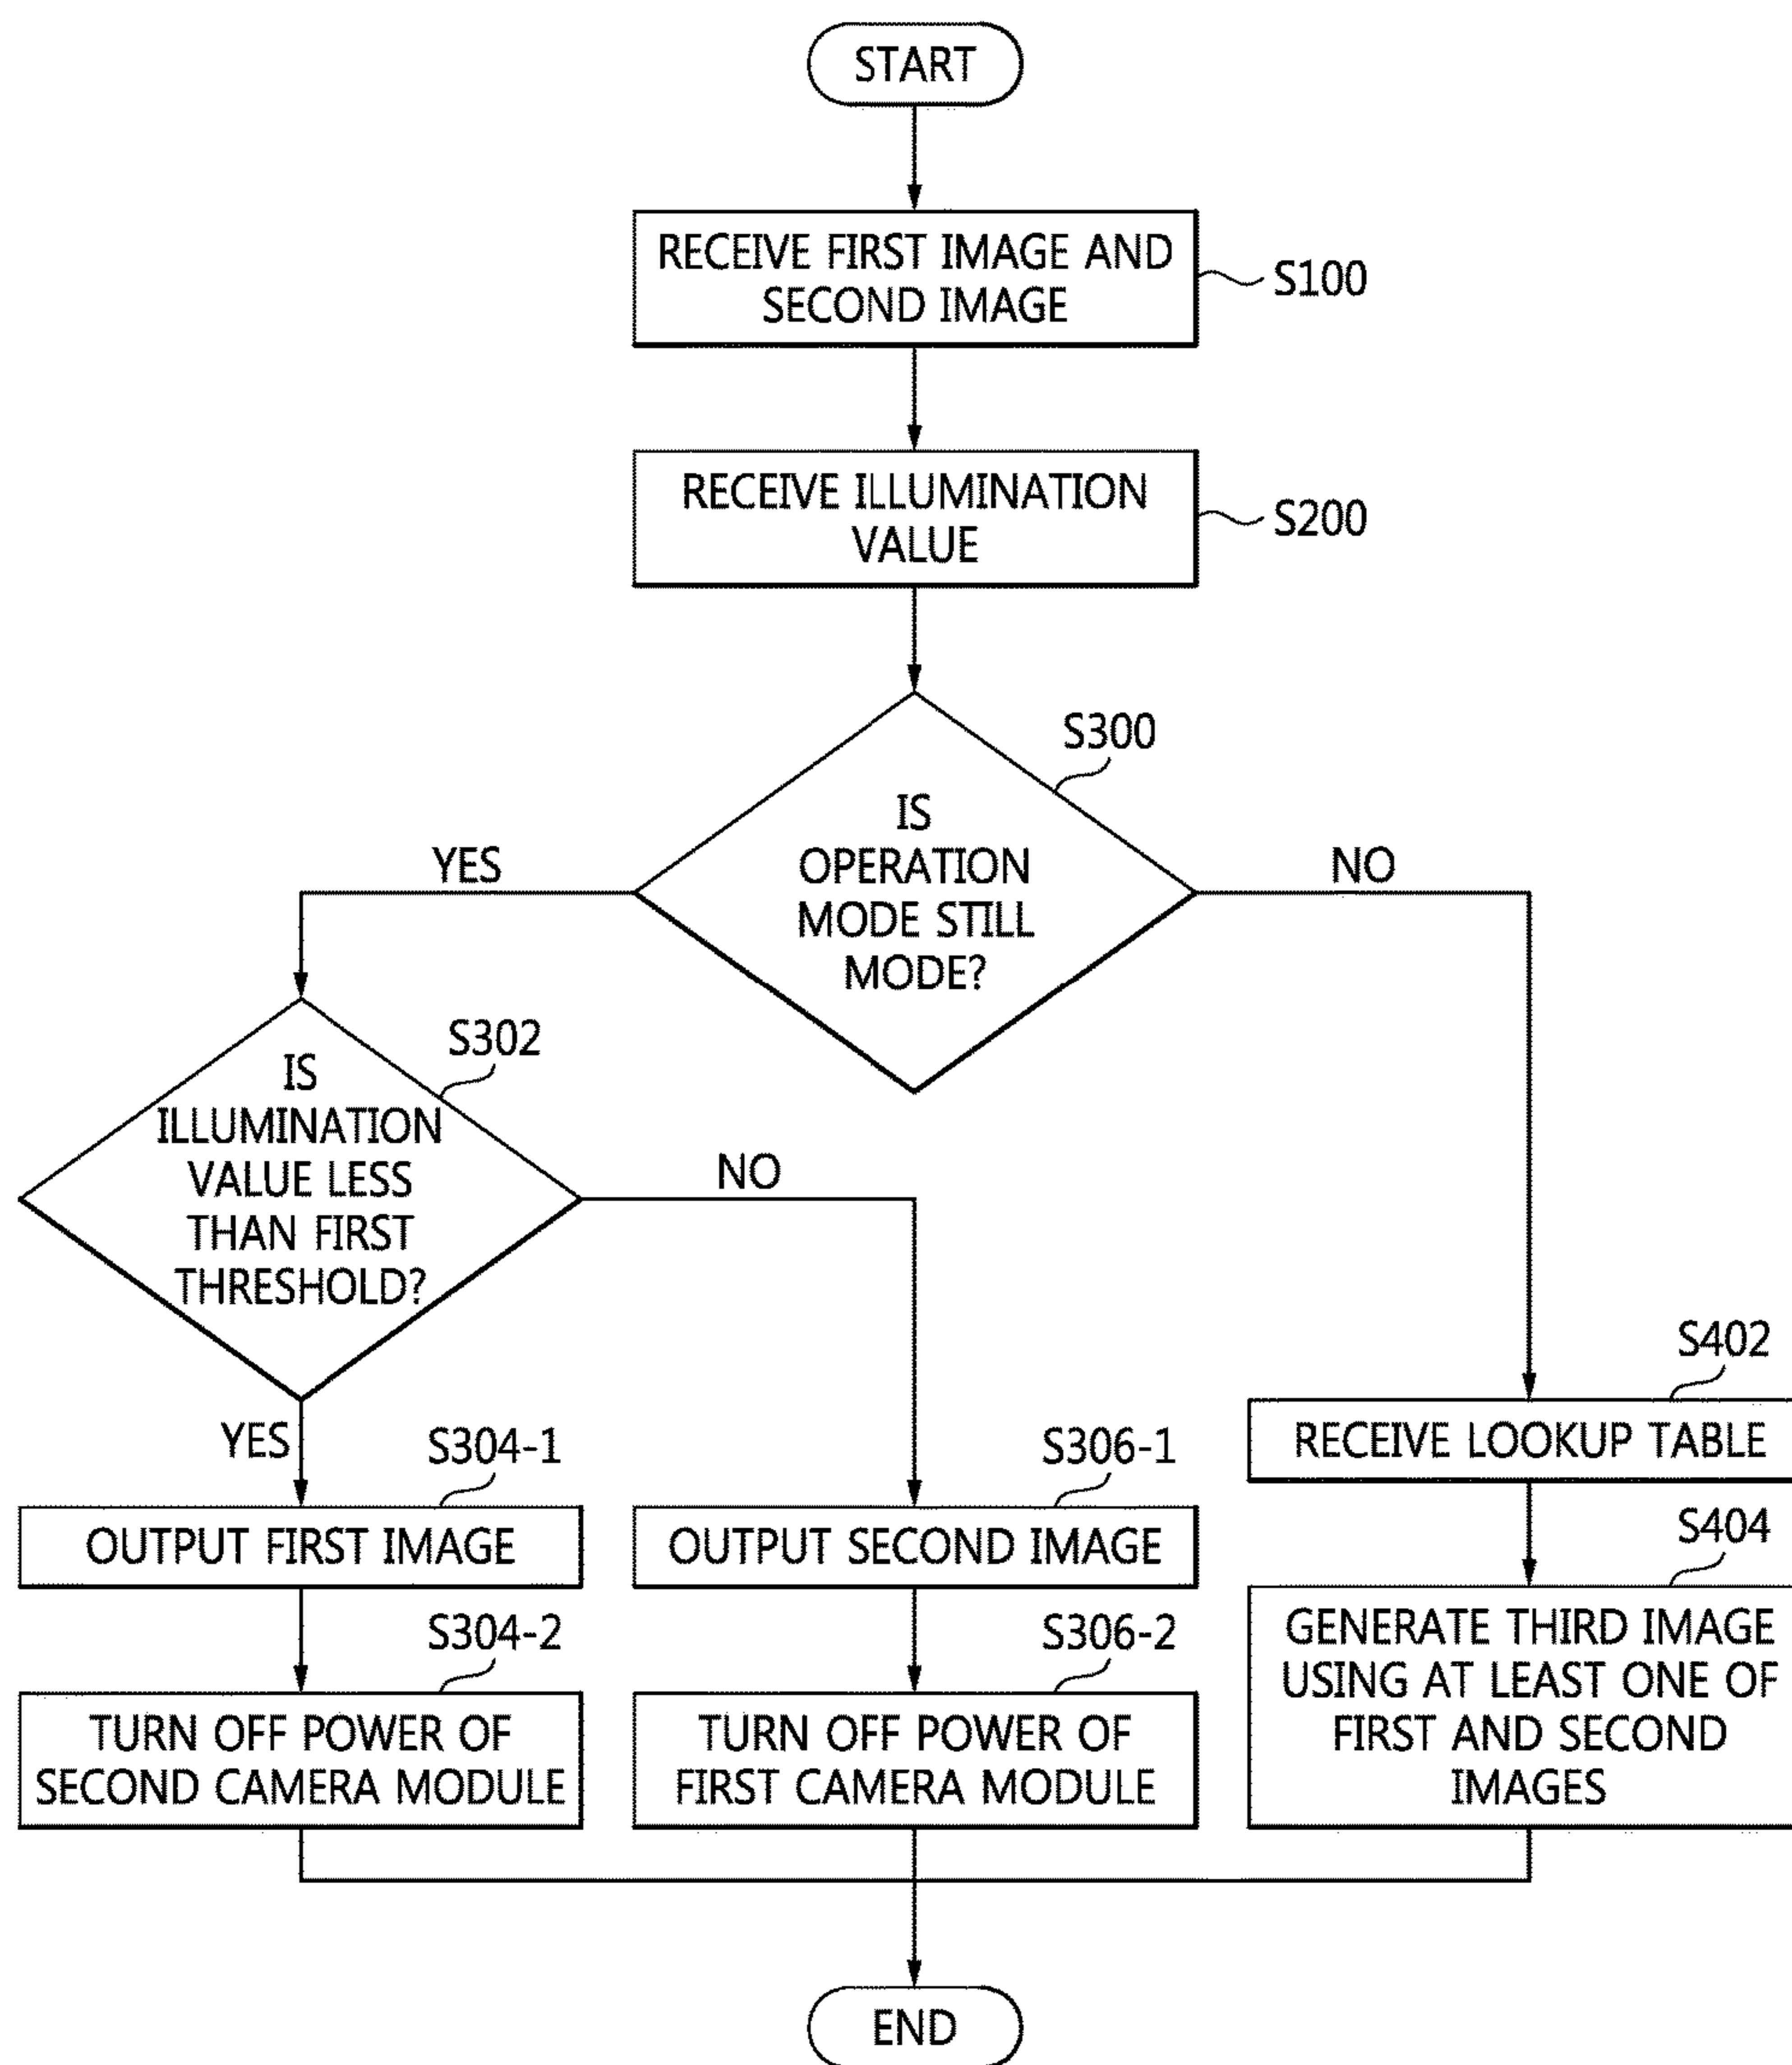 START
RECEIVE FIRST IMAGE AND
SECOND IMAGE
S100
RECEIVE ILLUMINATION
VALUE
S200
S300
IS
OPERATION
MODE STILL
MODE?
YES
NO
S302
IS
ILLUMINATION
VALUE LESS
THAN FIRST
THRESHOLD?
NO
YES
S304-1
OUTPUT FIRST IMAGE
S304-2
TURN OFF POWER OF
SECOND CAMERA MODULE
S306-1
OUTPUT SECOND IMAGE
S306-2
TURN OFF POWER OF
FIRST CAMERA MODULE
S402
RECEIVE LOOKUP TABLE
S404
GENERATE THIRD IMAGE
USING AT LEAST ONE OF
FIRST AND SECOND
IMAGES
END